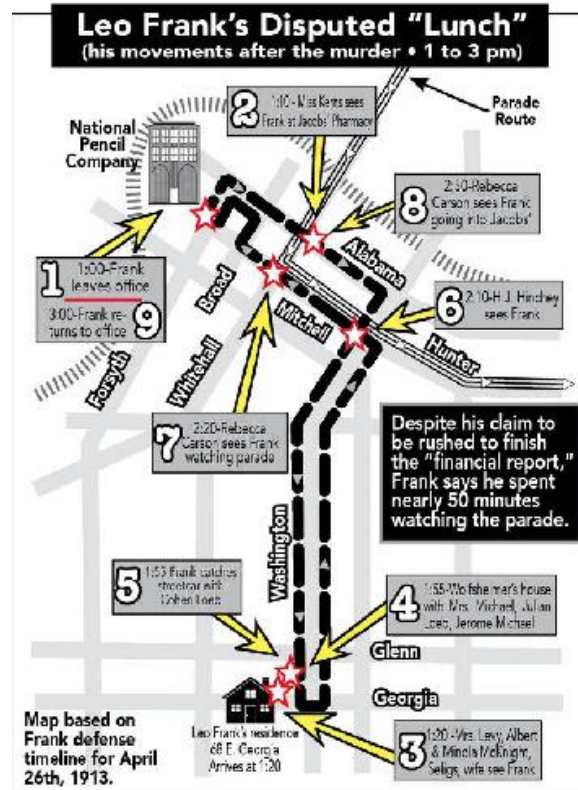 Leo Frank's Disputed "Lunch"
(his movements after the murder • 1 to 3 pm)
2
1:10 - Miss Kerns sees
Frank at Jacobs' Pharmacy
Parade
Route
National
Pencil
Company
8
2:50-Rebecca
Carson sees Frank
going into Jacobs'
1
1:00-Frank
leaves office
3:00-Frank re-
turns to office
9
Broad
Alabama
6
2:10-H.J. Hinchey
sees Frank
Mitchell
Hunter
Forsyth
Whitehall
7
2:20-Rebecca
Carson sees Frank
watching parade
Despite his claim to
be rushed to finish
the "financial report,"
Frank says he spent
nearly 50 minutes
watching the parade.
Washington
5
1:55-Frank catches
streetcar with
Cohen Loeb
4
1:55-Wolfsheimer's house
with Mrs. Michael, Julian
Loeb, Jerome Michael
Glenn
Georgia
Leo Frank's residence
68 E. Georgia
Arrives at 1:20
3
1:20 -Mrs. Levy, Albert
& Minola McKnight,
Seligs, wife see Frank
Map based on
Frank defense
timeline for April
26th, 1913.